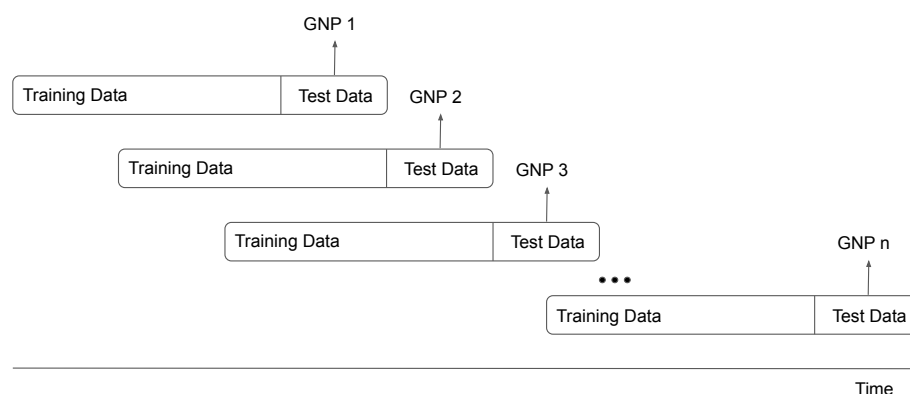 GNP 1
Training Data
Test Data
GNP 2
Training Data
Test Data
GNP 3
Training Data
Test Data
GNP n
Training Data
Test Data
Time